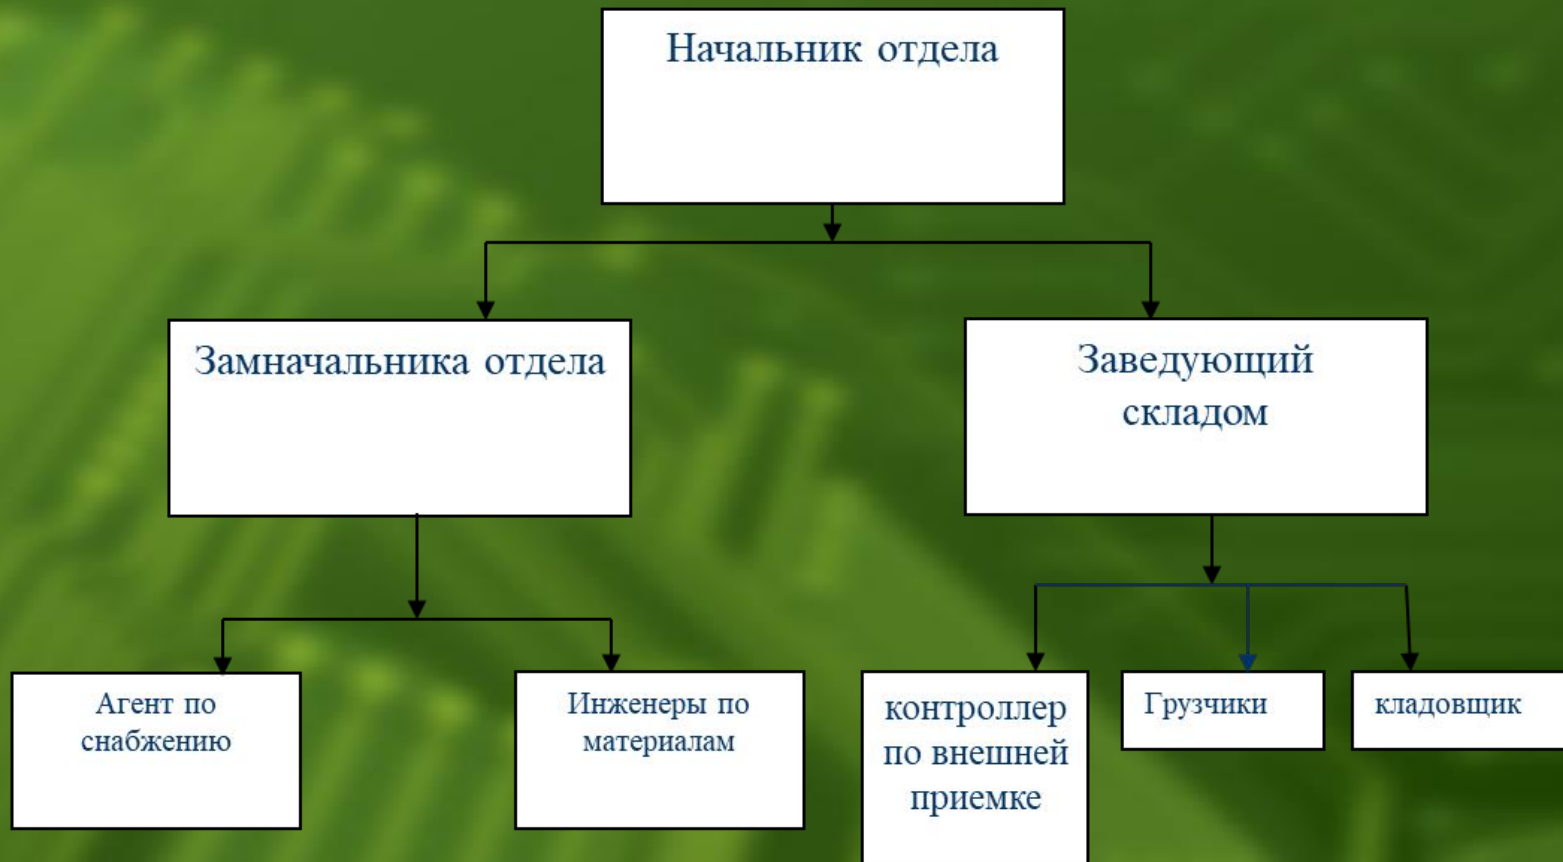 Начальник отдела
Замначальника отдела
Заведующий
складом
Агент по
снабжению
Инженеры по
материалам
контроллер
по внешней
приемке
Грузчики
кладовщик